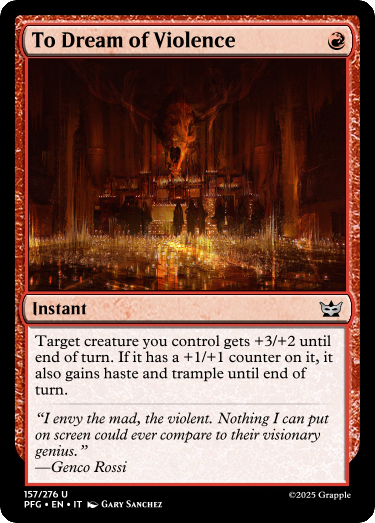 To Dream of Violence
Instant
Target creature you control gets +3/+2 until
end of turn. If it has a +1/+1 counter on it, it
also gains haste and trample until end of
turn.
“I envy the mad, the violent. Nothing I can put
on screen could ever compare to their visionary
genius.”
—Genco Rossi
157/276 U
PFG • EN • IT Gary Sanchez
©2025 Grapple